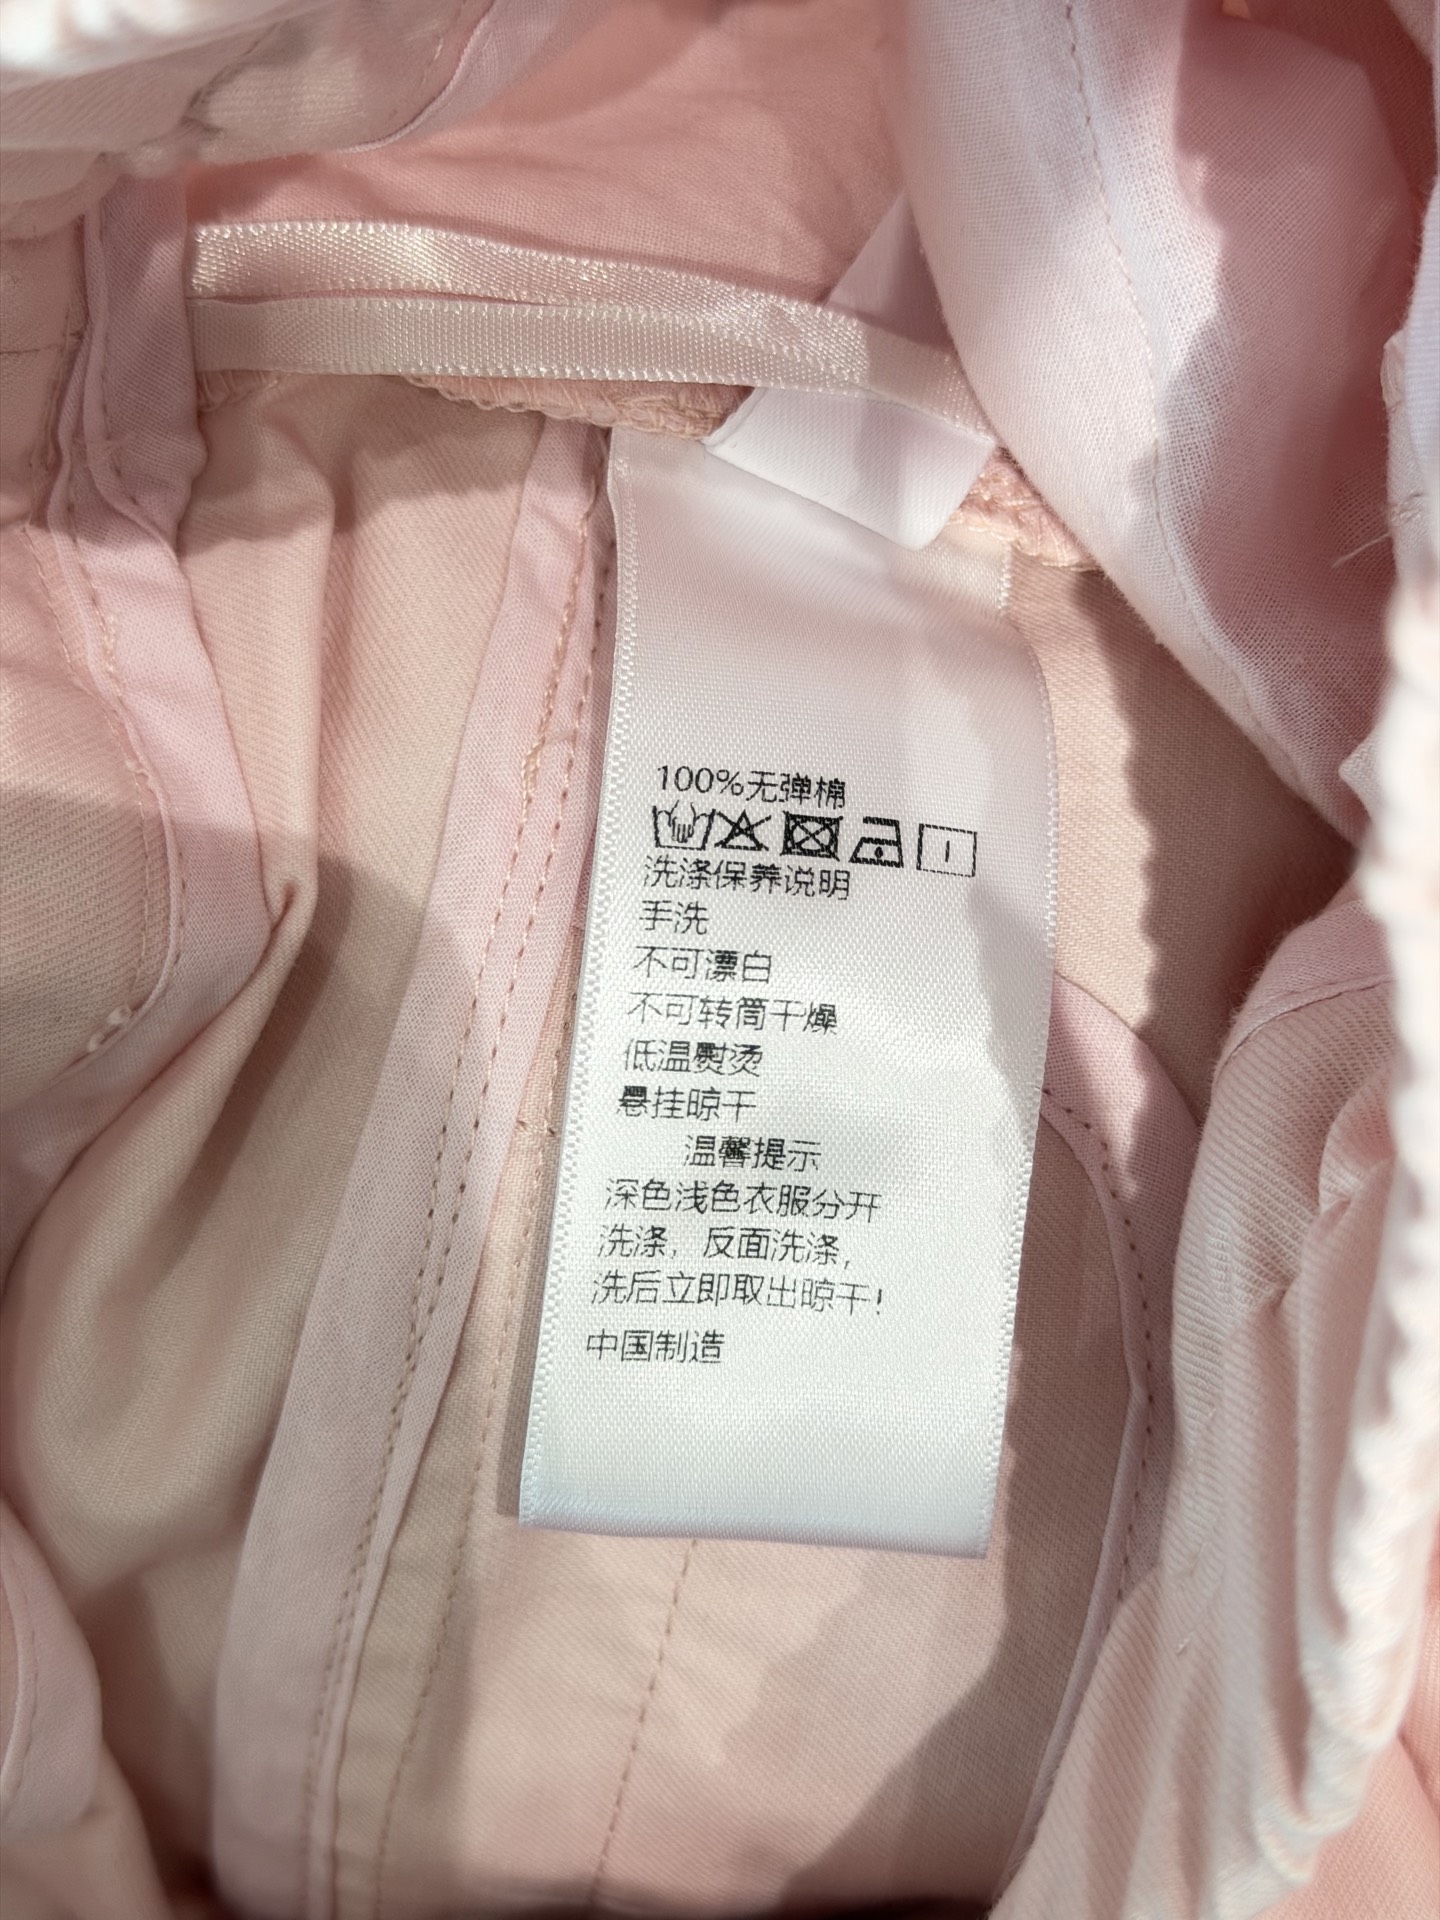 100%无弹棉
洗涤保养说明
手洗
不可漂白
不可转筒干燥
低温熨烫
悬挂晾干
温馨提示
深色浅色衣服分开
洗涤，反面洗涤，
洗后立即取出晾干!
中国制造